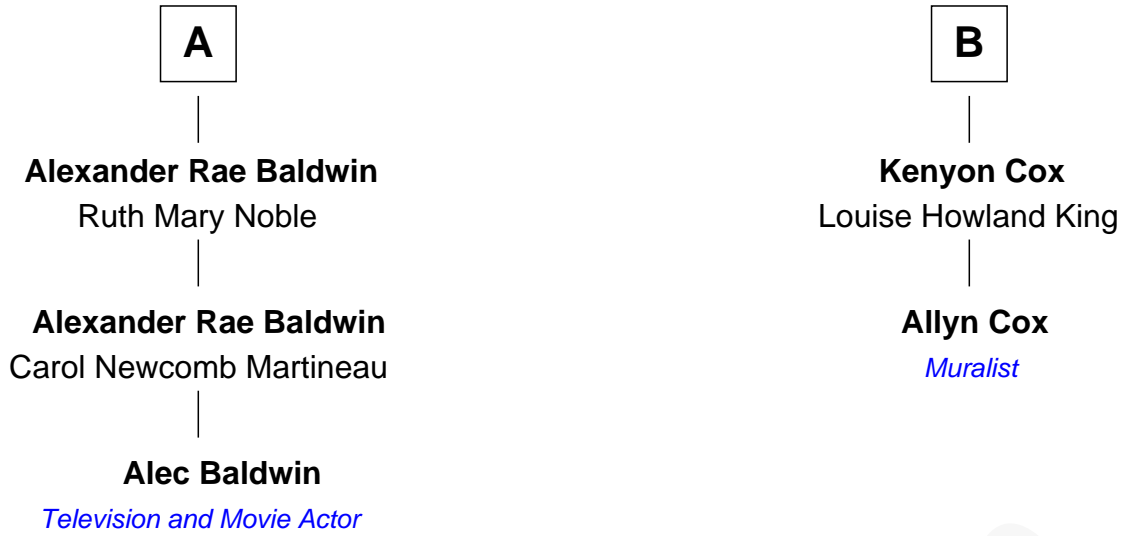 A
Alexander Rae Baldwin
Ruth Mary Noble
Alexander Rae Baldwin
Carol Newcomb Martineau
Alec Baldwin
Television and Movie Actor
B
Kenyon Cox
Louise Howland King
Allyn Cox
Muralist